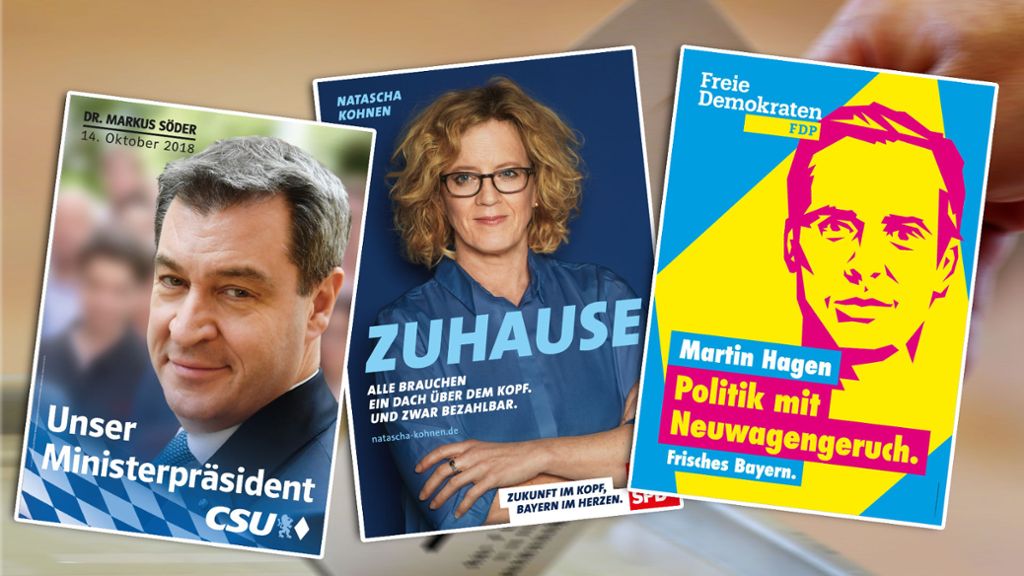 DR. MARKUS SÖDER
14. Oktober 2018
Unser
Ministerpräsident
CSU
NATASCHA
KOHNEN
ZUHAUSE
ALLE BRAUCHEN
EIN DACH ÜBER DEM KOPF.
UND ZWAR BEZAHLBAR.
natascha-kohnen.de
ZUKUNFT IM KOPF,
BAYERN IM HERZEN.
SPD
Freie
Demokraten
FDP
Martin Hagen
Politik mit
Neuwagengeruch.
Frisches Bayern.